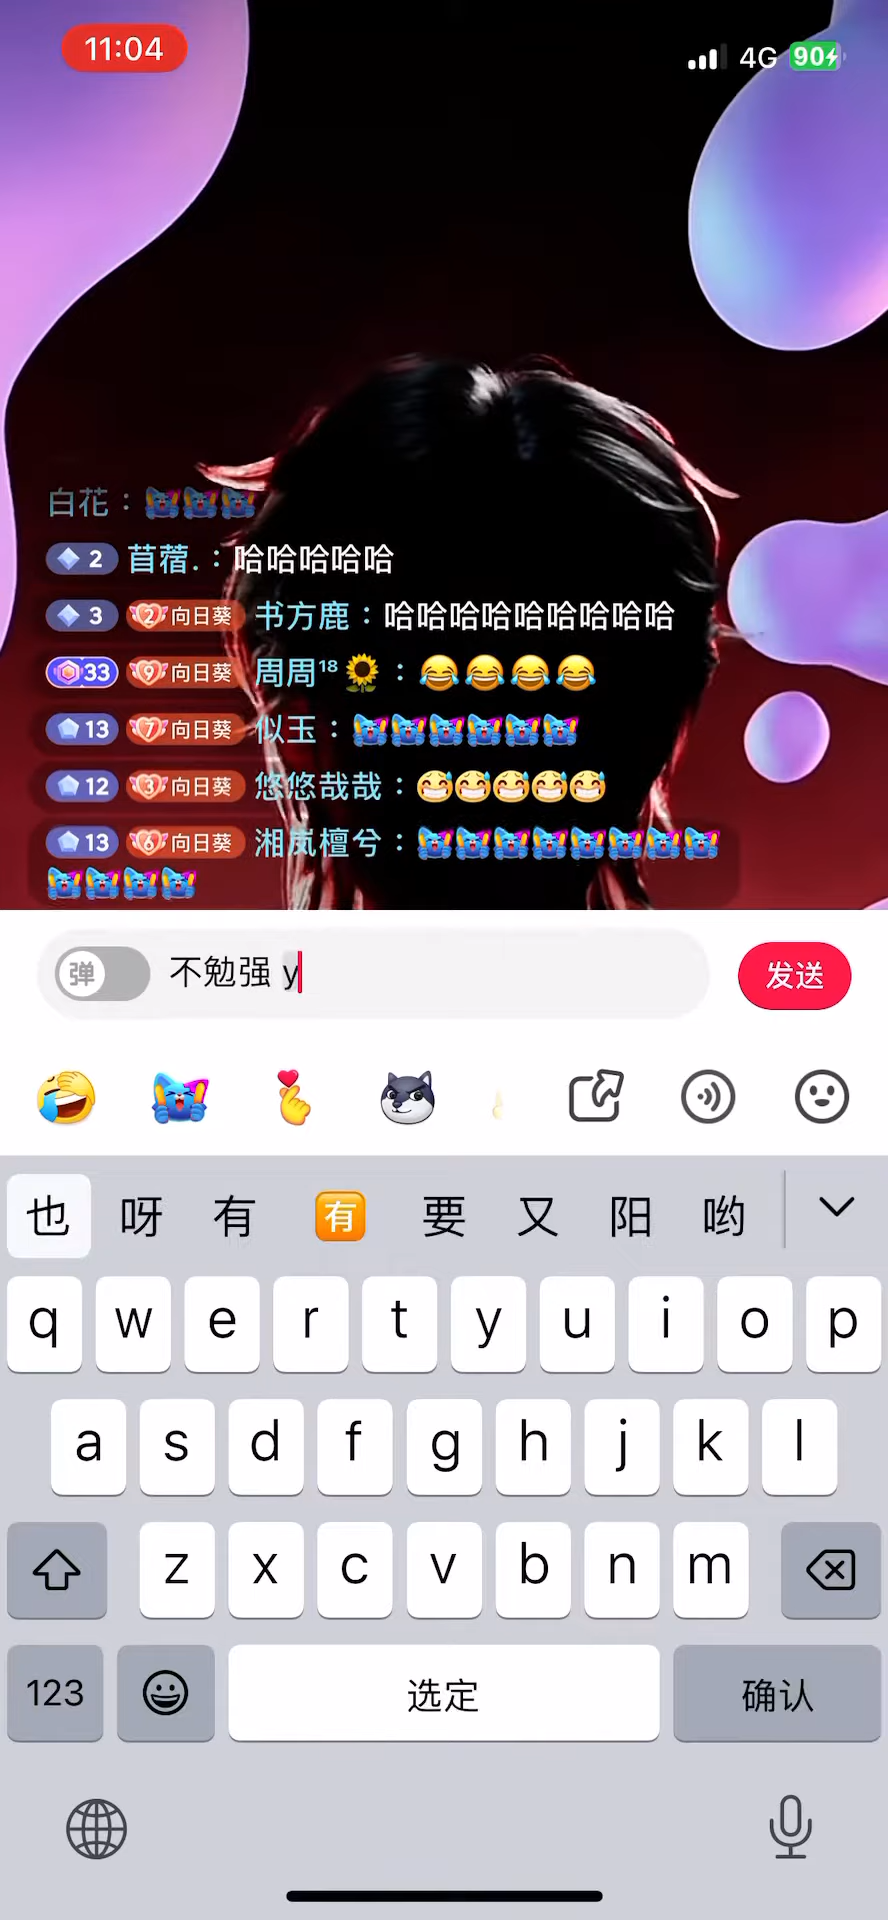 11:04 4G 90
白花：
2 苜蓿.：哈哈哈哈哈
3 2 向日葵 书方鹿：哈哈哈哈哈哈哈哈哈
33 9 向日葵 周周¹⁸🌻：😂😂😂😂
13 7 向日葵 似玉：
12 3 向日葵 悠悠哉哉：😅😅😅😅😅
13 6 向日葵 湘岚檀兮：
弹 不勉强 y 发送
也 呀 有 🈶 要 又 阳 哟
q w e r t y u i o p
a s d f g h j k l
z x c v b n m
123 选定 确认